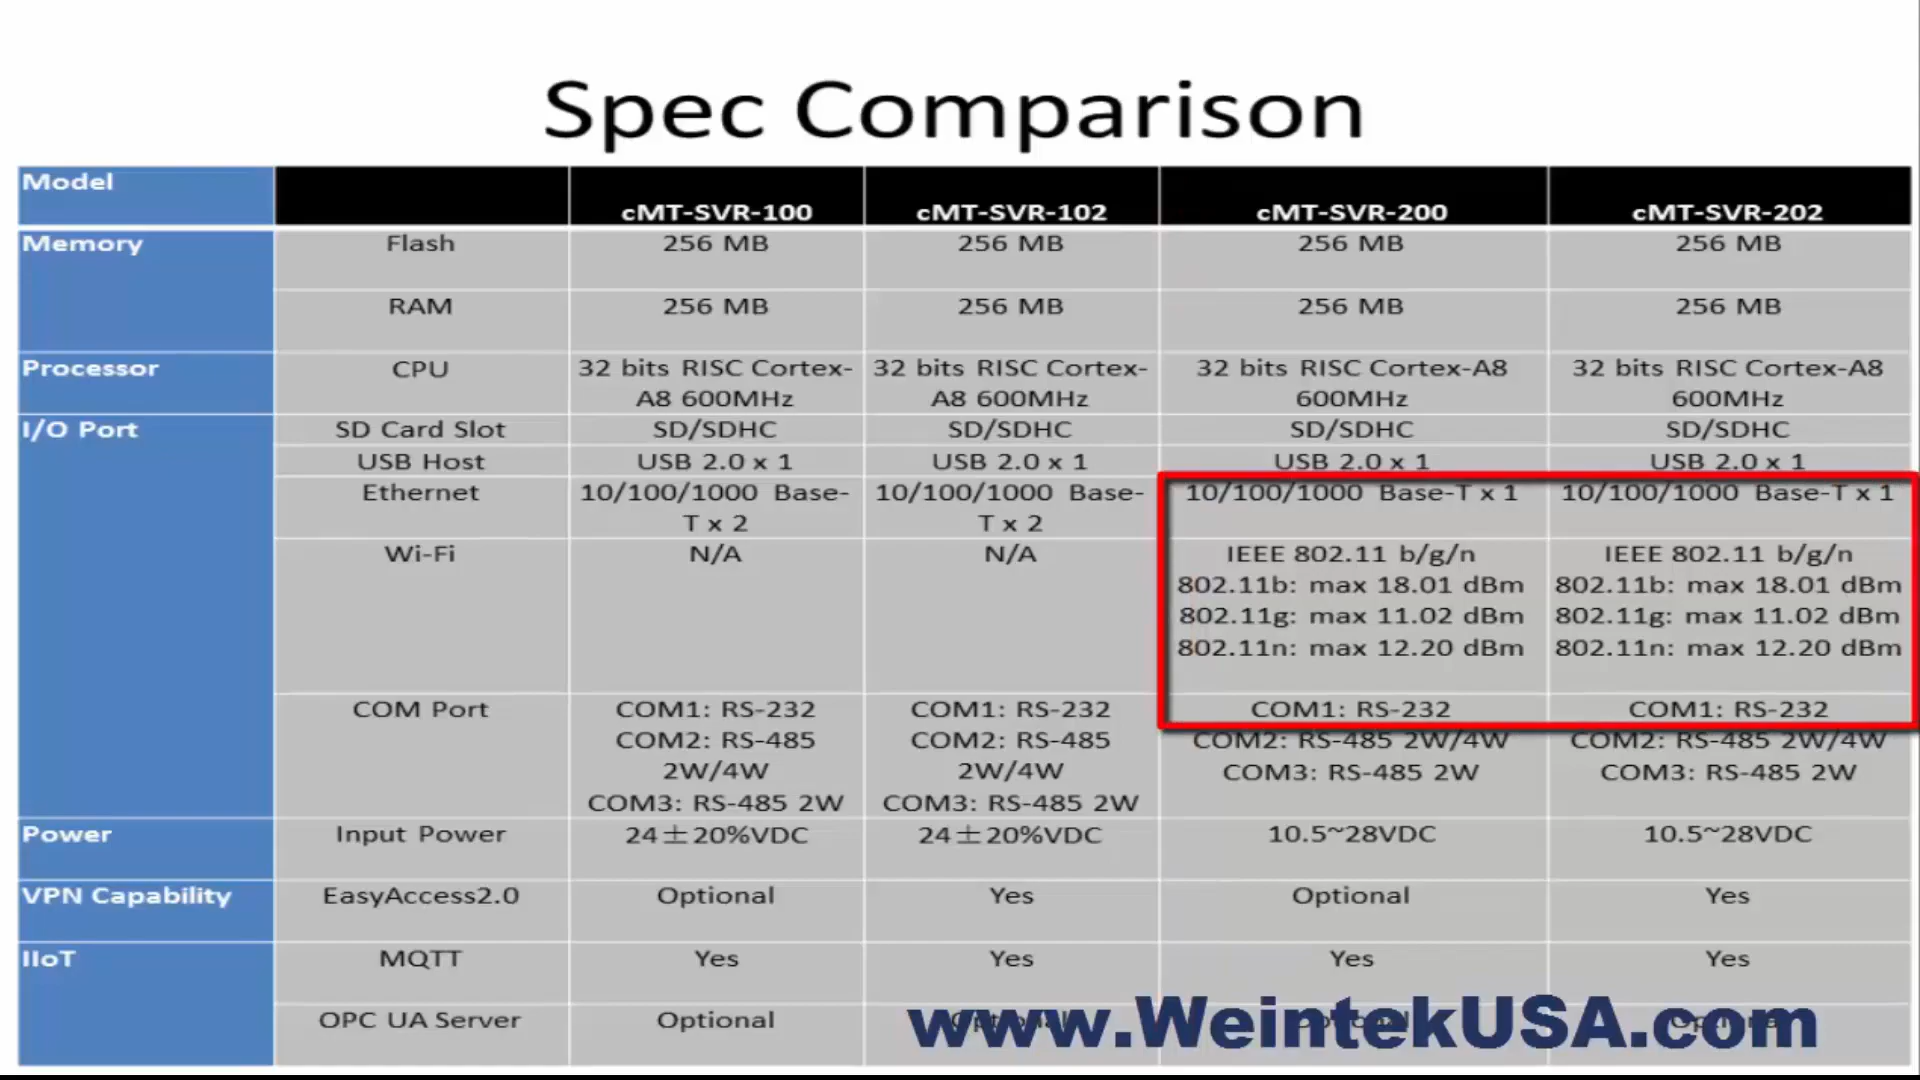 Spec Comparison
Model cMT-SVR-100 cMT-SVR-102 cMT-SVR-200 cMT-SVR-202
Memory Flash 256 MB 256 MB 256 MB 256 MB
RAM 256 MB 256 MB 256 MB 256 MB
Processor CPU 32 bits RISC Cortex- 32 bits RISC Cortex- 32 bits RISC Cortex-A8 32 bits RISC Cortex-A8
A8 600MHz A8 600MHz 600MHz 600MHz
I/O Port SD Card Slot SD/SDHC SD/SDHC SD/SDHC SD/SDHC
USB Host USB 2.0 x 1 USB 2.0 x 1 USB 2.0 x 1 USB 2.0 x 1
Ethernet 10/100/1000 Base- 10/100/1000 Base- 10/100/1000 Base-T x 1 10/100/1000 Base-T x 1
T x 2 T x 2
Wi-Fi N/A N/A IEEE 802.11 b/g/n IEEE 802.11 b/g/n
802.11b: max 18.01 dBm 802.11b: max 18.01 dBm
802.11g: max 11.02 dBm 802.11g: max 11.02 dBm
802.11n: max 12.20 dBm 802.11n: max 12.20 dBm
COM Port COM1: RS-232 COM1: RS-232 COM1: RS-232 COM1: RS-232
COM2: RS-485 COM2: RS-485 COM2: RS-485 2W/4W COM2: RS-485 2W/4W
2W/4W 2W/4W COM3: RS-485 2W COM3: RS-485 2W
COM3: RS-485 2W COM3: RS-485 2W
Power Input Power 24±20%VDC 24±20%VDC 10.5~28VDC 10.5~28VDC
VPN Capability EasyAccess2.0 Optional Yes Optional Yes
IIoT MQTT Yes Yes Yes Yes
OPC UA Server Optional
www.WeintekUSA.com